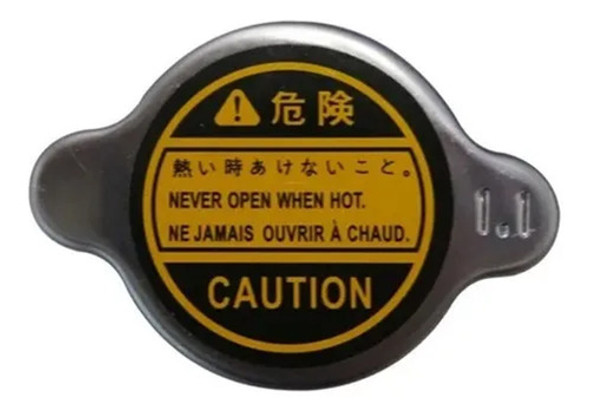 危険
熱い時あけないこと。
NEVER OPEN WHEN HOT.
NE JAMAIS OUVRIR À CHAUD.
1.1
CAUTION